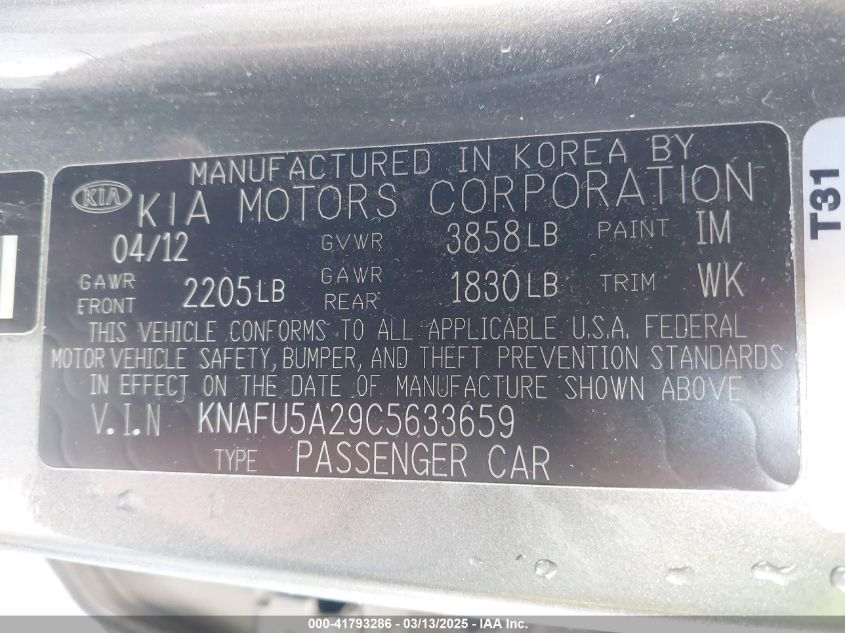 MANUFACTURED IN KOREA BY
KIA KIA MOTORS CORPORATION
04/12 GVWR 3858LB PAINT IM
GAWR FRONT 2205LB GAWR REAR 1830LB TRIM WK
THIS VEHICLE CONFORMS TO ALL APPLICABLE U.S.A. FEDERAL
MOTOR VEHICLE SAFETY, BUMPER, AND THEFT PREVENTION STANDARDS
IN EFFECT ON THE DATE OF MANUFACTURE SHOWN ABOVE
V.I.N KNAFU5A29C5633659
TYPE PASSENGER CAR
T31
000-41793286 - 03/13/2025 - IAA Inc.